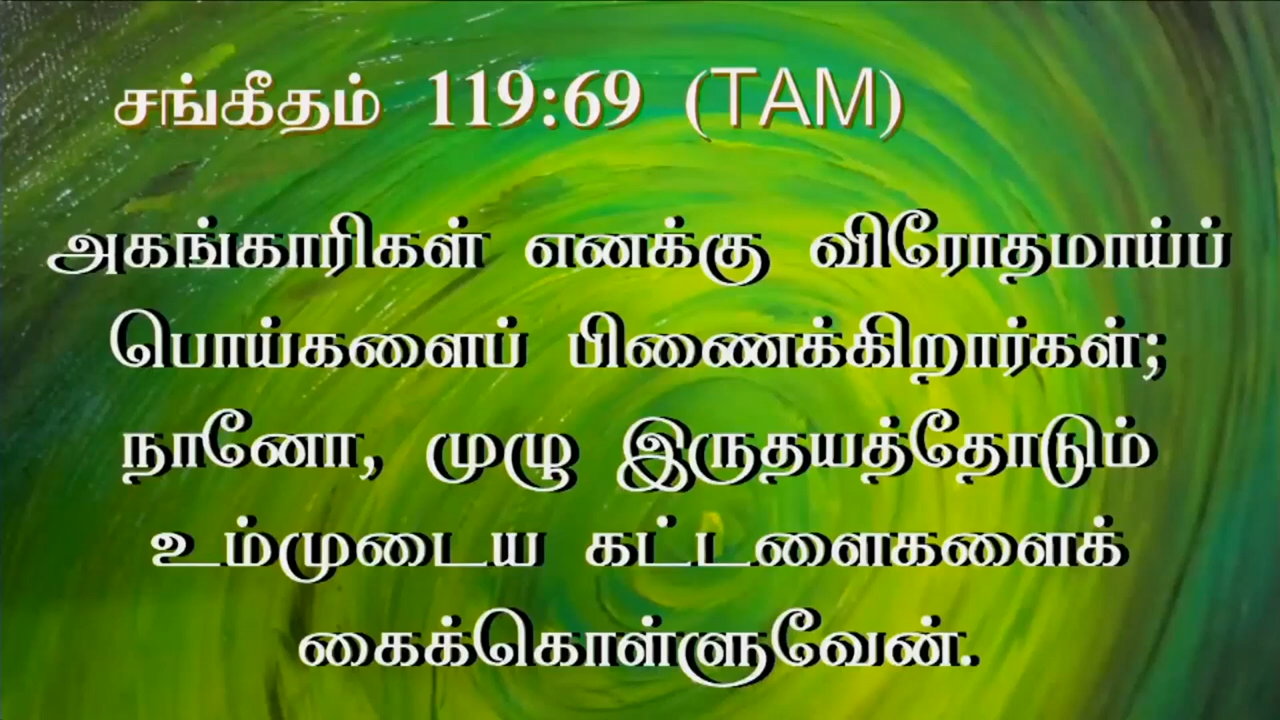 சங்கீதம் 119:69 (TAM)
அகங்காரிகள் எனக்கு விரோதமாய்ப்
பொய்களைப் பிணைக்கிறார்கள்;
நானோ, முழு இருதயத்தோடும்
உம்முடைய கட்டளைகளைக்
கைக்கொள்ளுவேன்.